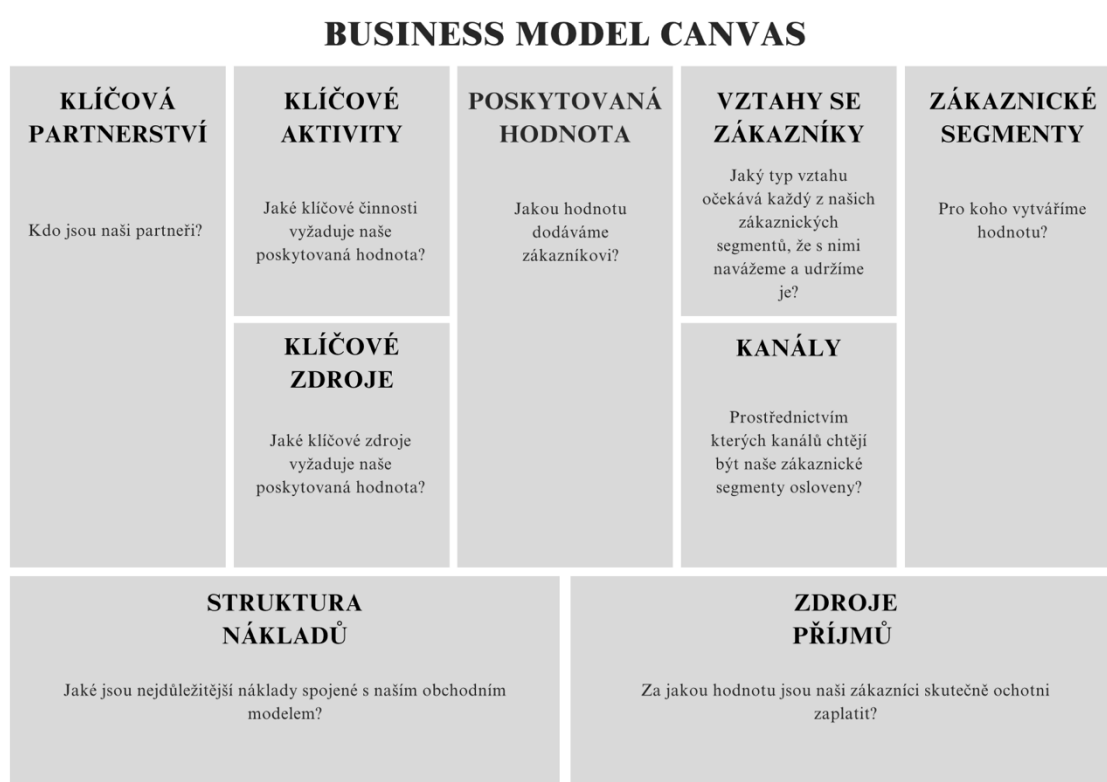 BUSINESS MODEL CANVAS
KLÍČOVÁ
PARTNERSTVÍ
Kdo jsou naši partneři?
KLÍČOVÉ
AKTIVITY
Jaké klíčové činnosti
vyžaduje naše
poskytovaná hodnota?
KLÍČOVÉ
ZDROJE
Jaké klíčové zdroje
vyžaduje naše
poskytovaná hodnota?
POSKYTOVANÁ
HODNOTA
Jakou hodnotu
dodáváme
zákazníkovi?
VZTAHY SE
ZÁKAZNÍKY
Jaký typ vztahu
očekává každý z našich
zákaznických
segmentů, že s nimi
navážeme a udržíme
je?
KANÁLY
Prostřednictvím
kterých kanálů chtějí
být naše zákaznické
segmenty osloveny?
ZÁKAZNICKÉ
SEGMENTY
Pro koho vytváříme
hodnotu?
STRUKTURA
NÁKLADŮ
Jaké jsou nejdůležitější náklady spojené s naším obchodním
modelem?
ZDROJE
PŘÍJMŮ
Za jakou hodnotu jsou naši zákazníci skutečně ochotni
zaplatit?